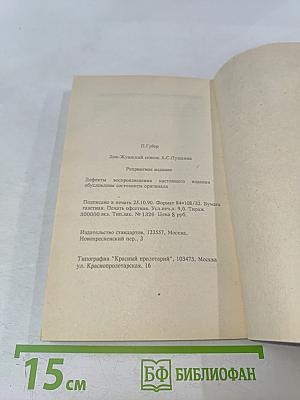 П.Губер
Дон-Жуанский список А.С.Пушкина
Репринтное издание
Дефекты воспроизведения настоящего издания
обусловлены состоянием оригинала
Подписано в печать 25.10.90. Формат 84×108/32. Бумага
газетная. Печать офсетная. Усл.печ.л. 9,0. Тираж
300000 экз. Тип.зак. № 1326 Цена 8 руб.
Издательство стандартов, 123557, Москва,
Новопресненский пер., 3
Типография "Красный пролетарий", 103473, Москва
ул. Краснопролетарская, 16
15 см
БФ БИБЛИОФАН